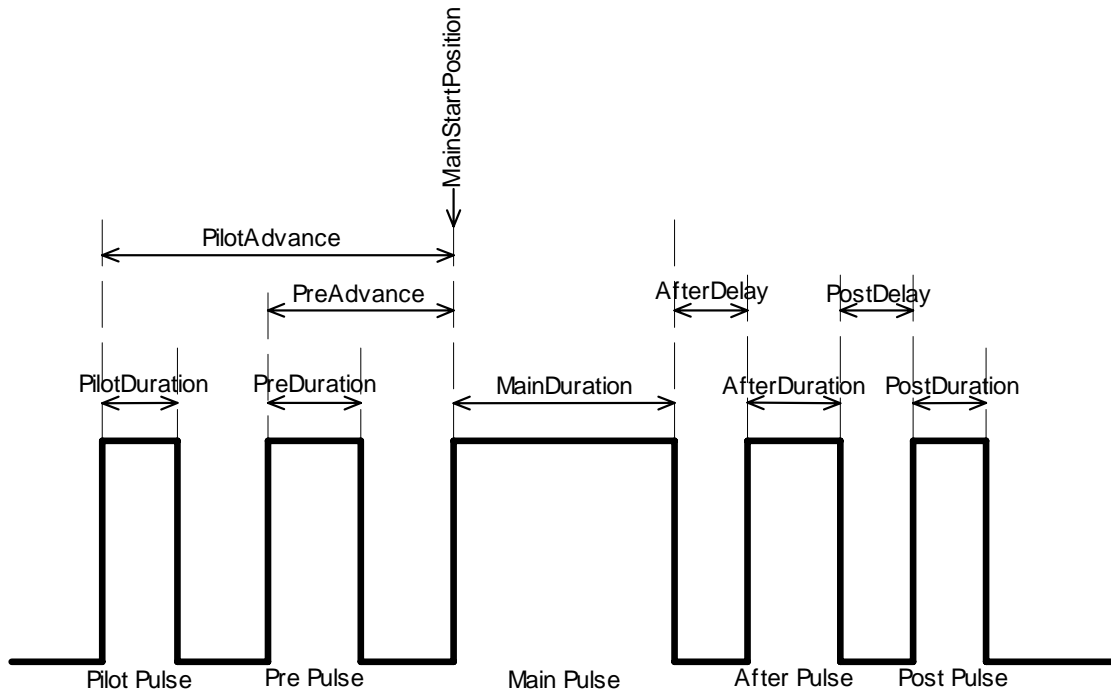 MainStartPosition
PilotAdvance
PreAdvance
AfterDelay
PostDelay
PilotDuration
PreDuration
MainDuration
AfterDuration
PostDuration
Pilot Pulse
Pre Pulse
Main Pulse
After Pulse
Post Pulse